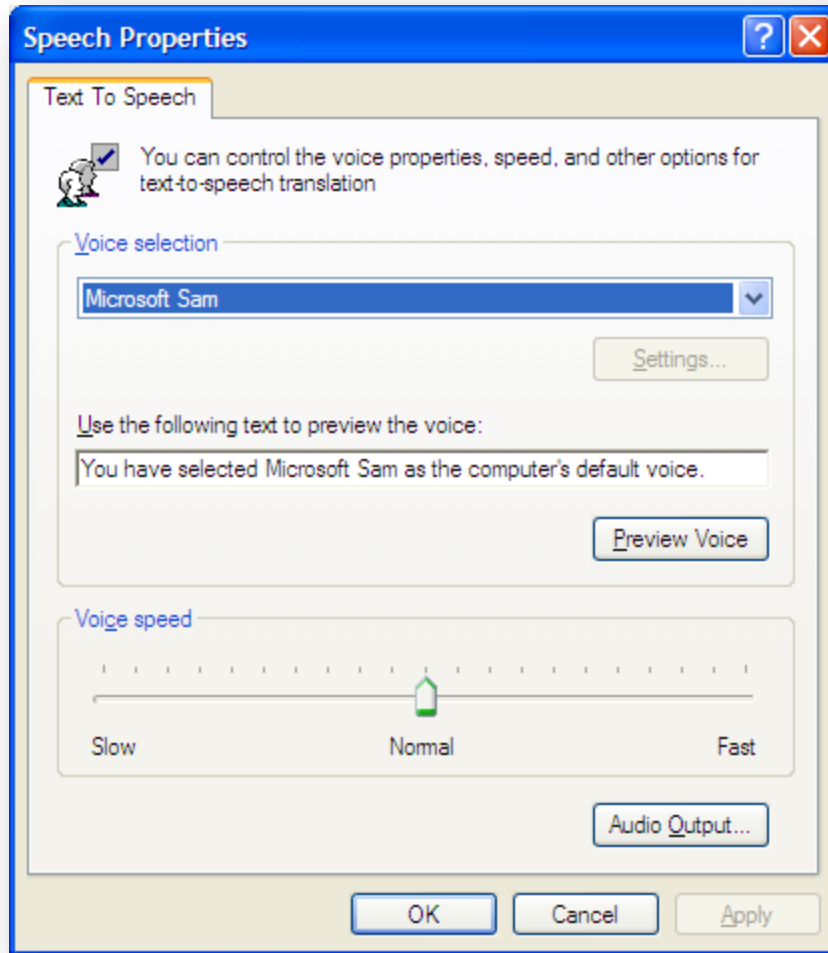 Speech Properties
Text To Speech
You can control the voice properties, speed, and other options for
text-to-speech translation
Voice selection
Microsoft Sam
Settings...
Use the following text to preview the voice:
You have selected Microsoft Sam as the computer's default voice.
Preview Voice
Voice speed
Slow Normal Fast
Audio Output...
OK Cancel Apply